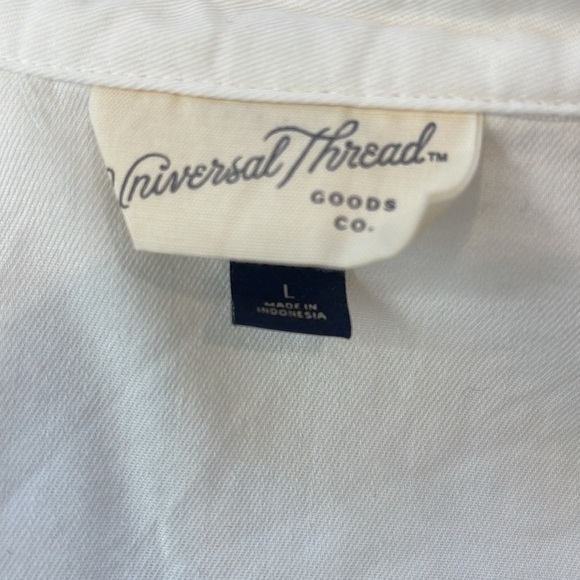 Universal Thread™
GOODS
CO.
L
MADE IN
INDONESIA